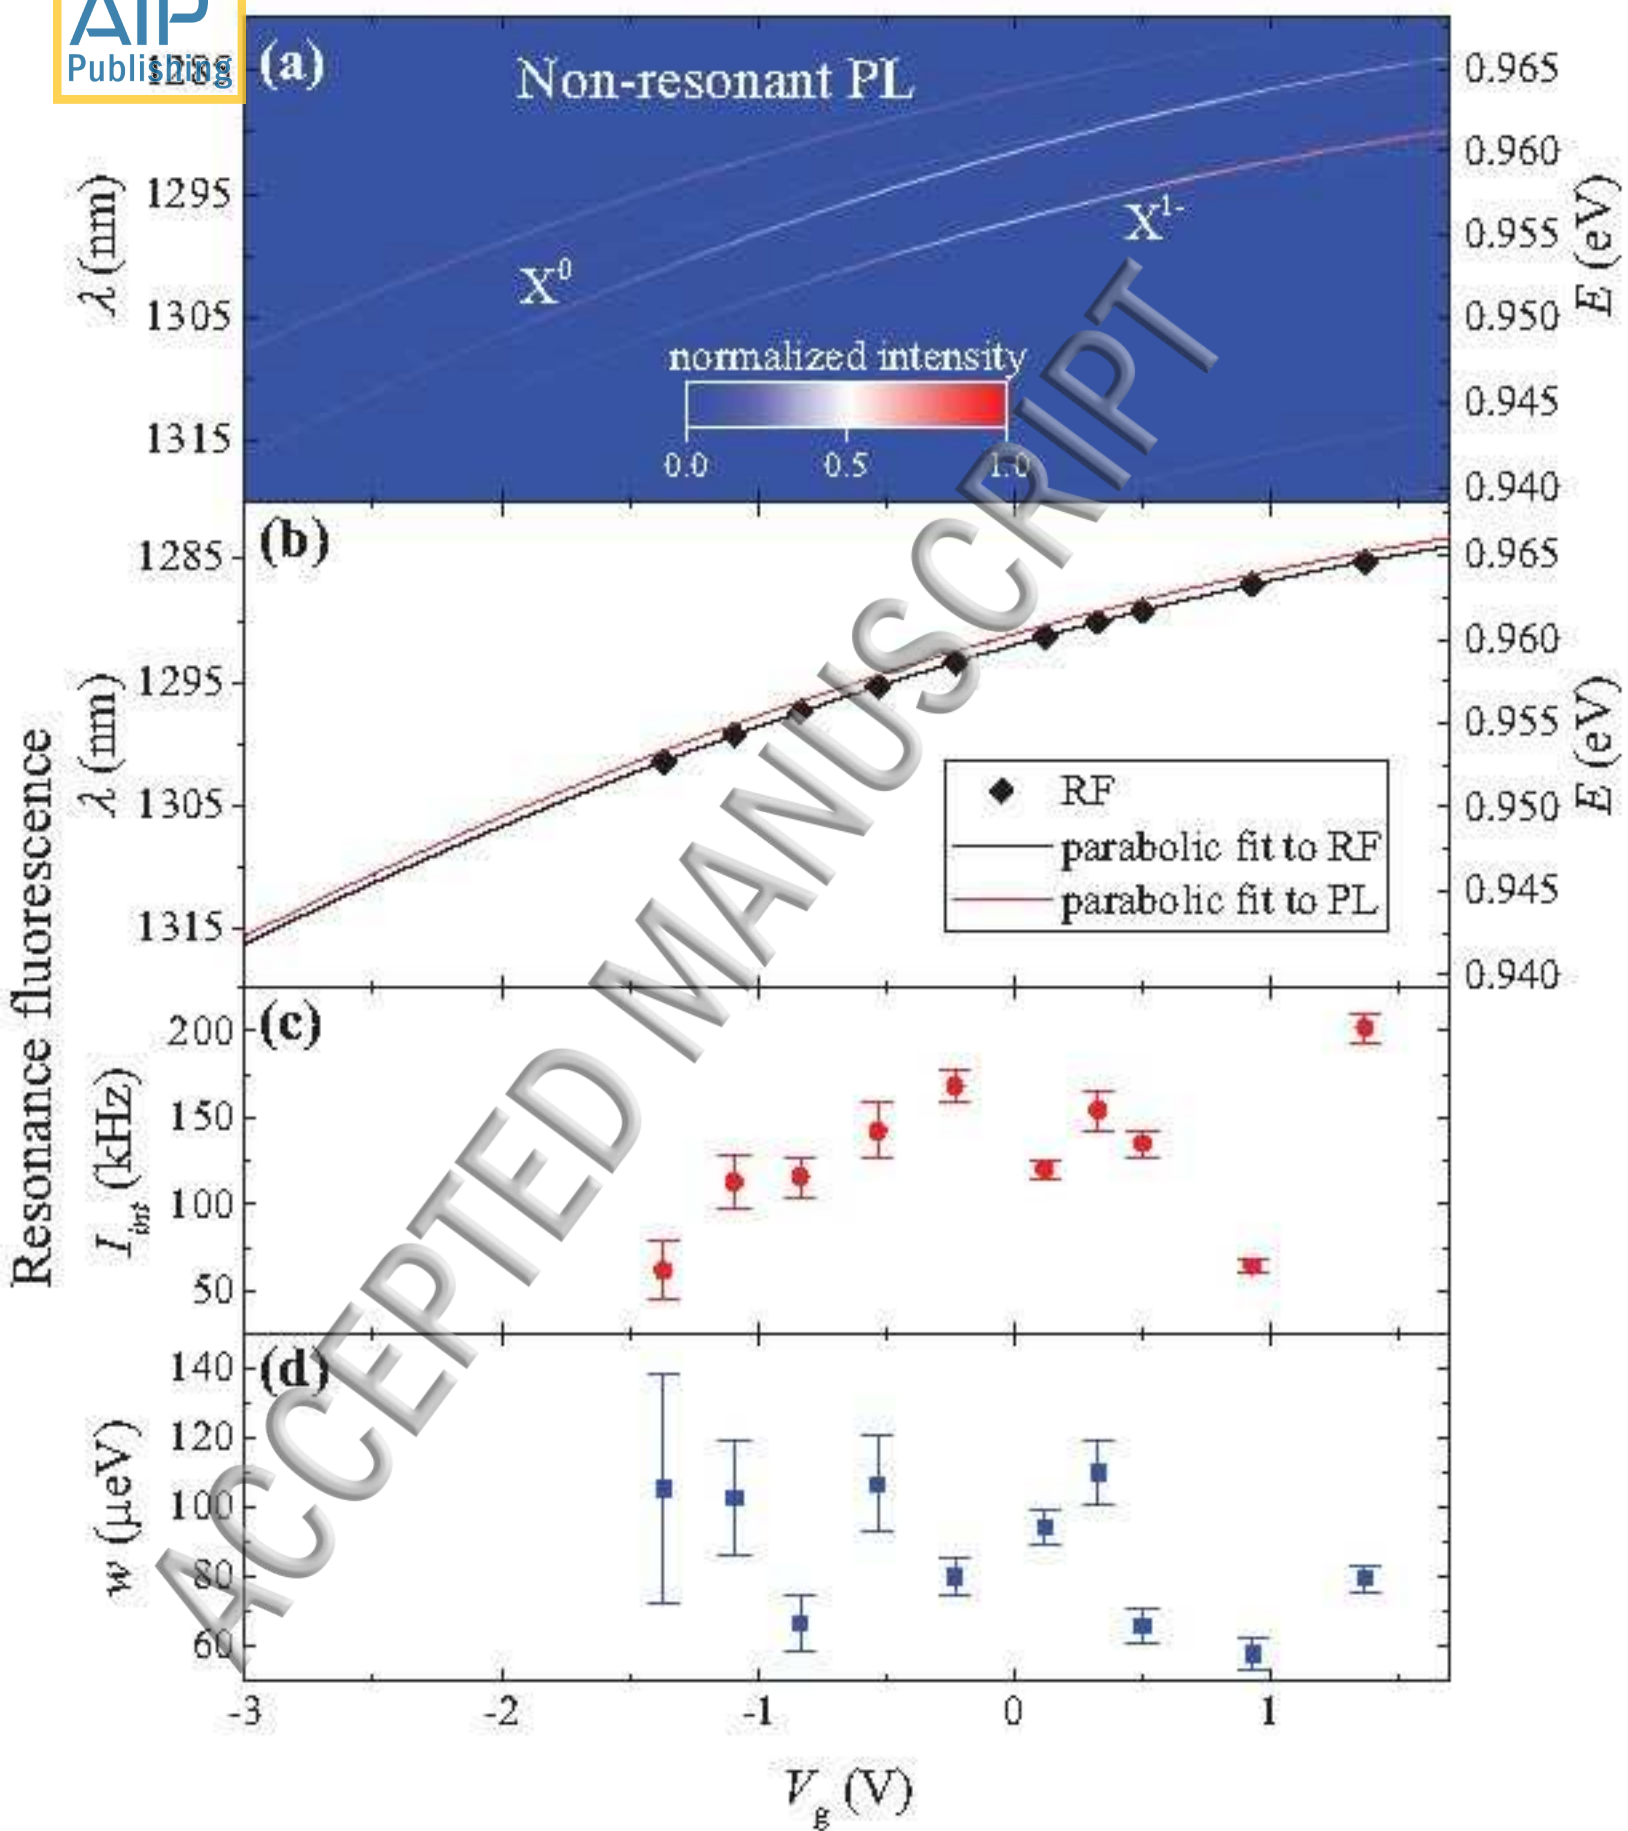 AIP
Publishing
1285
(a)
Non-resonant PL
0.965
0.960
0.955
0.950
0.945
0.940
E (eV)
1295
1305
1315
λ (nm)
X⁰
X¹⁻
normalized intensity
0.0 0.5 1.0
(b)
1285
1295
1305
1315
λ (nm)
0.965
0.960
0.955
0.950
0.945
0.940
E (eV)
RF
parabolic fit to RF
parabolic fit to PL
Resonance fluorescence
(c)
200
150
100
50
I_int (kHz)
(d)
140
120
100
80
60
w (μeV)
-3 -2 -1 0 1
V_g (V)
ACCEPTED MANUSCRIPT